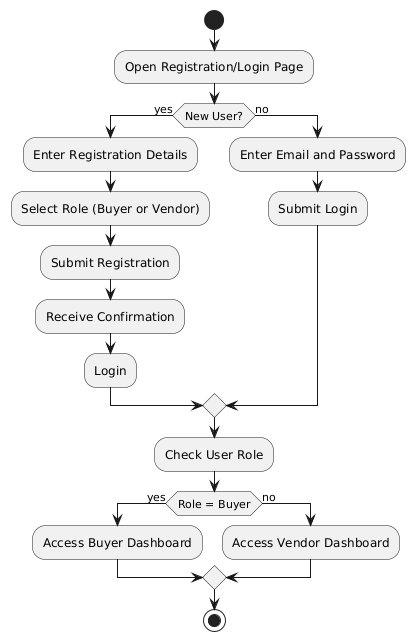 Open Registration/Login Page
yes
New User?
no
Enter Registration Details
Enter Email and Password
Select Role (Buyer or Vendor)
Submit Login
Submit Registration
Receive Confirmation
Login
Check User Role
yes
Role = Buyer
no
Access Buyer Dashboard
Access Vendor Dashboard